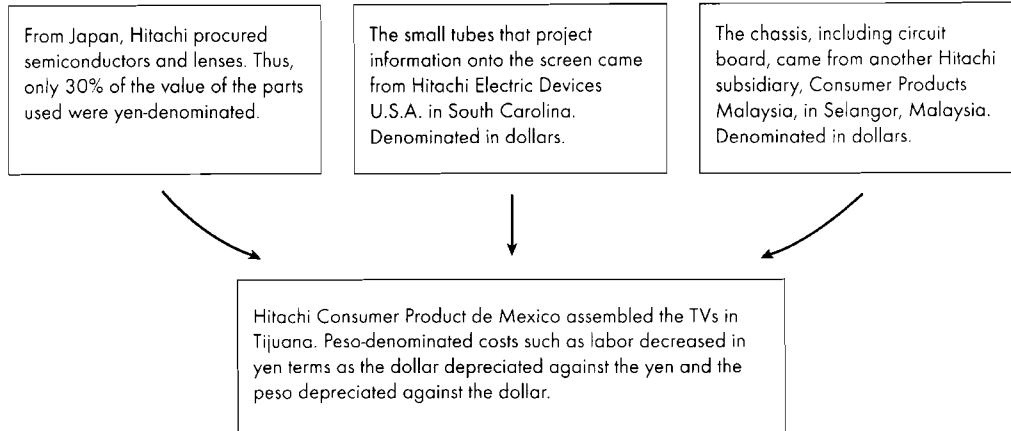 From Japan, Hitachi procured
semiconductors and lenses. Thus,
only 30% of the value of the parts
used were yen-denominated.
The small tubes that project
information onto the screen came
from Hitachi Electric Devices
U.S.A. in South Carolina.
Denominated in dollars.
The chassis, including circuit
board, came from another Hitachi
subsidiary, Consumer Products
Malaysia, in Selangor, Malaysia.
Denominated in dollars.
Hitachi Consumer Product de Mexico assembled the TVs in
Tijuana. Peso-denominated costs such as labor decreased in
yen terms as the dollar depreciated against the yen and the
peso depreciated against the dollar.